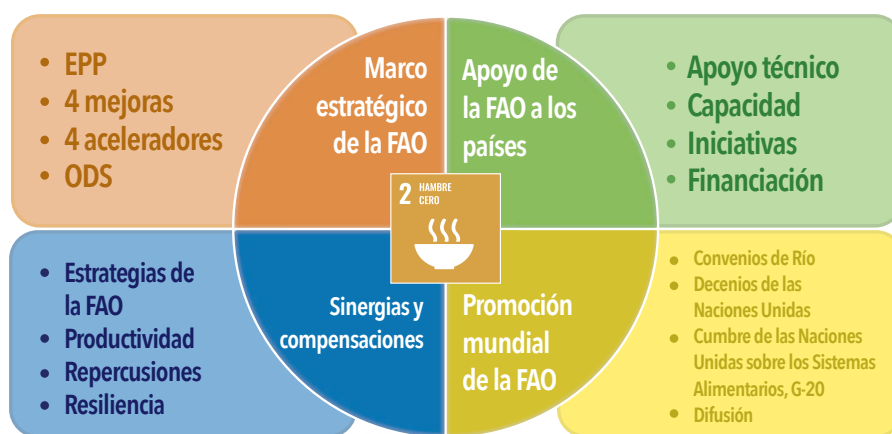 • EPP
• 4 mejoras
• 4 aceleradores
• ODS
Marco
estratégico
de la FAO
Apoyo de
la FAO a los
países
• Apoyo técnico
• Capacidad
• Iniciativas
• Financiación
2 HAMBRE
CERO
• Estrategias de
la FAO
• Productividad
• Repercusiones
• Resiliencia
Sinergias y
compensaciones
Promoción
mundial
de la FAO
• Convenios de Río
• Decenios de las
Naciones Unidas
• Cumbre de las Naciones
Unidas sobre los Sistemas
Alimentarios, G-20
• Difusión